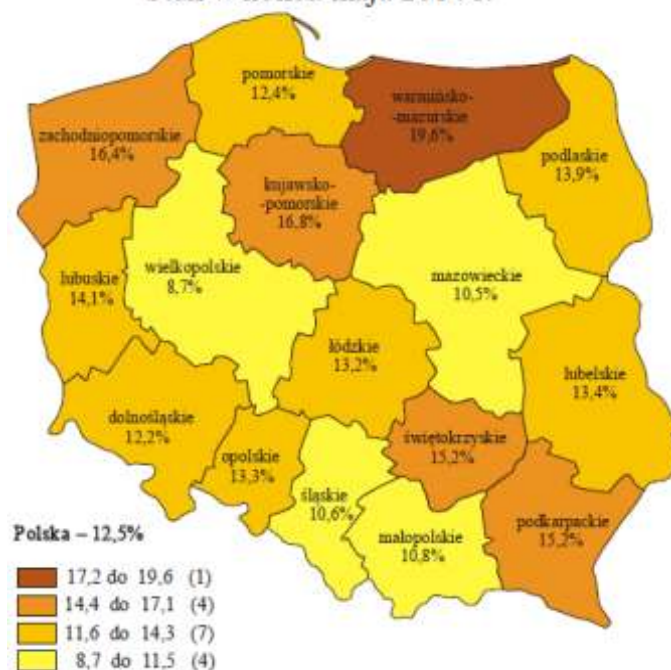 pomorskie
12,4%
warmińsko-
-mazurskie
19,6%
zachodniopomorskie
16,4%
podlaskie
13,9%
kujawsko-
-pomorskie
16,8%
wielkopolskie
8,7%
mazowieckie
10,5%
lubuskie
14,1%
łódzkie
13,2%
lubelskie
13,4%
dolnośląskie
12,2%
świętokrzyskie
15,2%
opolskie
13,3%
śląskie
10,6%
małopolskie
10,8%
podkarpackie
15,2%
Polska – 12,5%
17,2 do 19,6 (1)
14,4 do 17,1 (4)
11,6 do 14,3 (7)
8,7 do 11,5 (4)